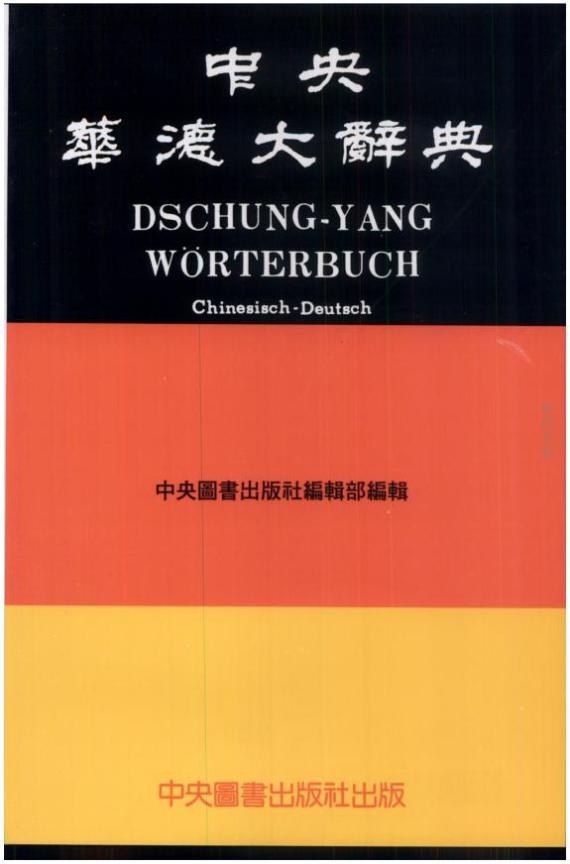 中央
華德大辭典
DSCHUNG-YANG
WÖRTERBUCH
Chinesisch-Deutsch
中央圖書出版社編輯部編輯
中央圖書出版社出版